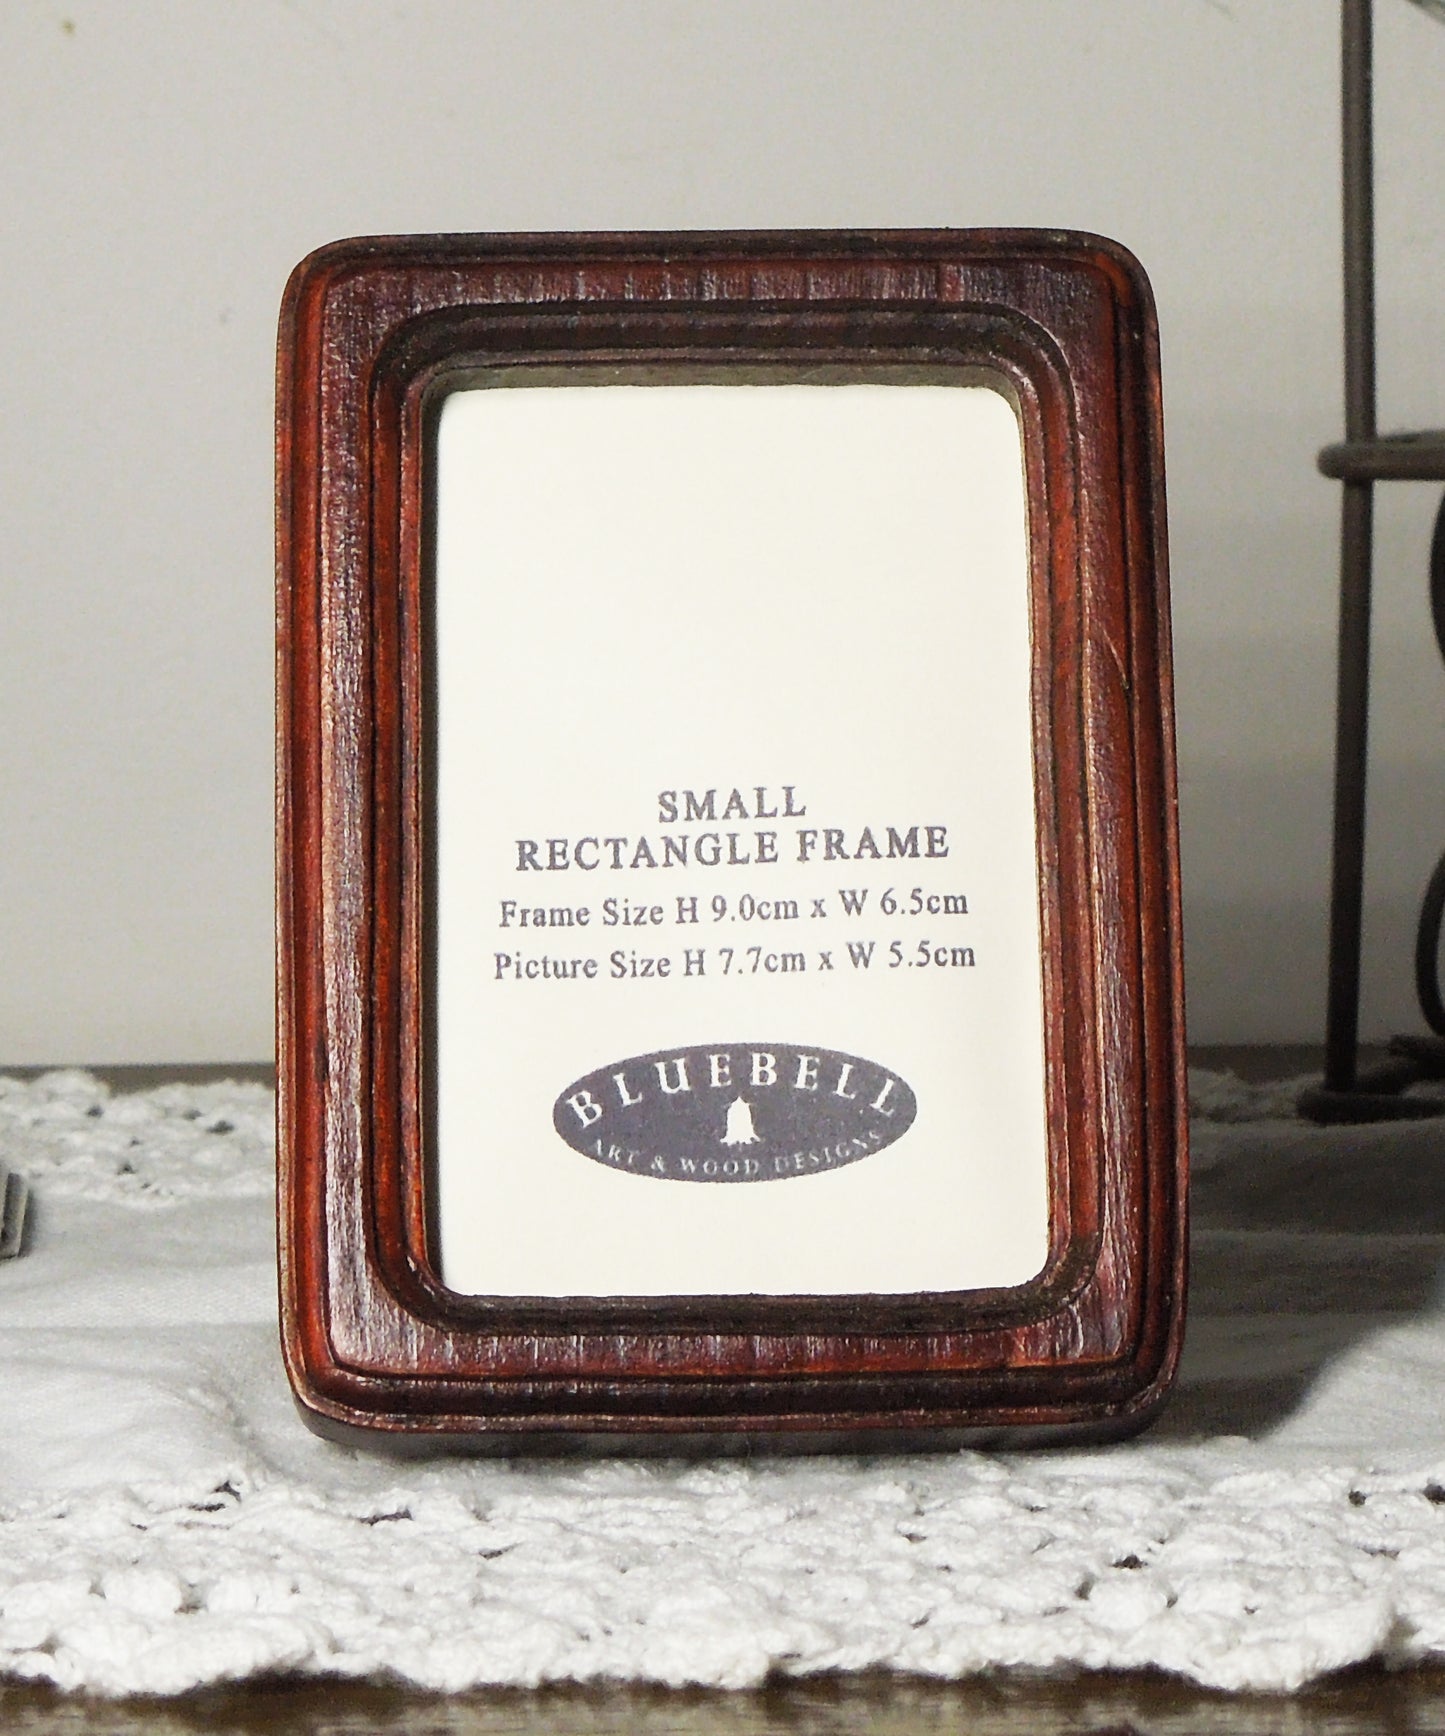 SMALL
RECTANGLE FRAME
Frame Size H 9.0cm x W 6.5cm
Picture Size H 7.7cm x W 5.5cm
BLUEBELL
ART & WOOD DESIGNS